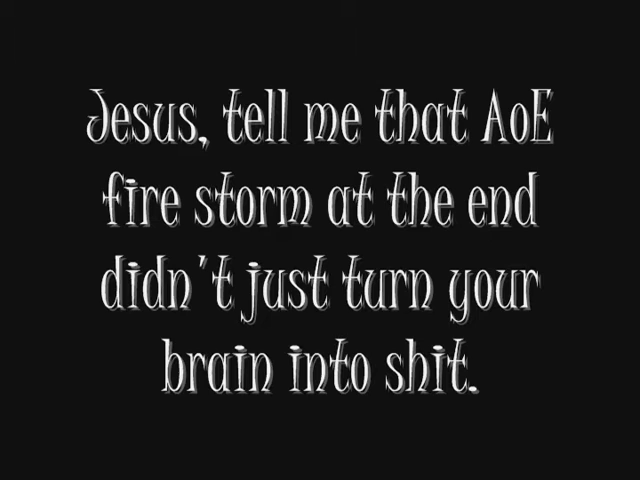 Jesus, tell me that AoE
fire storm at the end
didn't just turn your
brain into shit.